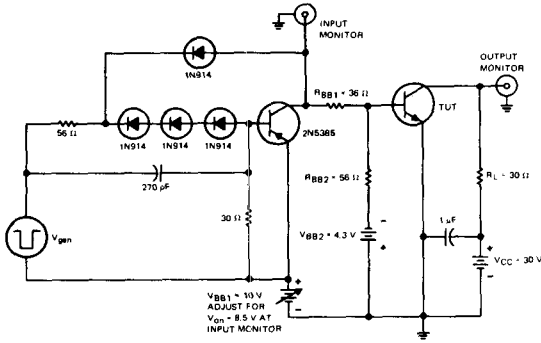 INPUT
MONITOR
1N914
OUTPUT
MONITOR
RBB1 = 36 Ω
TUT
56 Ω
1N914
1N914
1N914
2N5385
270 pF
RBB2 = 56 Ω
RL = 30 Ω
30 Ω
1 μF
Vgen
VBB2 = 4.3 V
VCC = 30 V
VBB1 = 10 V
ADJUST FOR
Von = 8.5 V AT
INPUT MONITOR